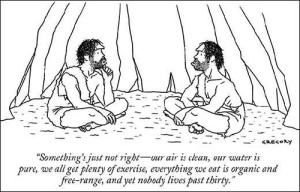 GREGORY
"Something's just not right—our air is clean, our water is
pure, we all get plenty of exercise, everything we eat is organic and
free-range, and yet nobody lives past thirty."